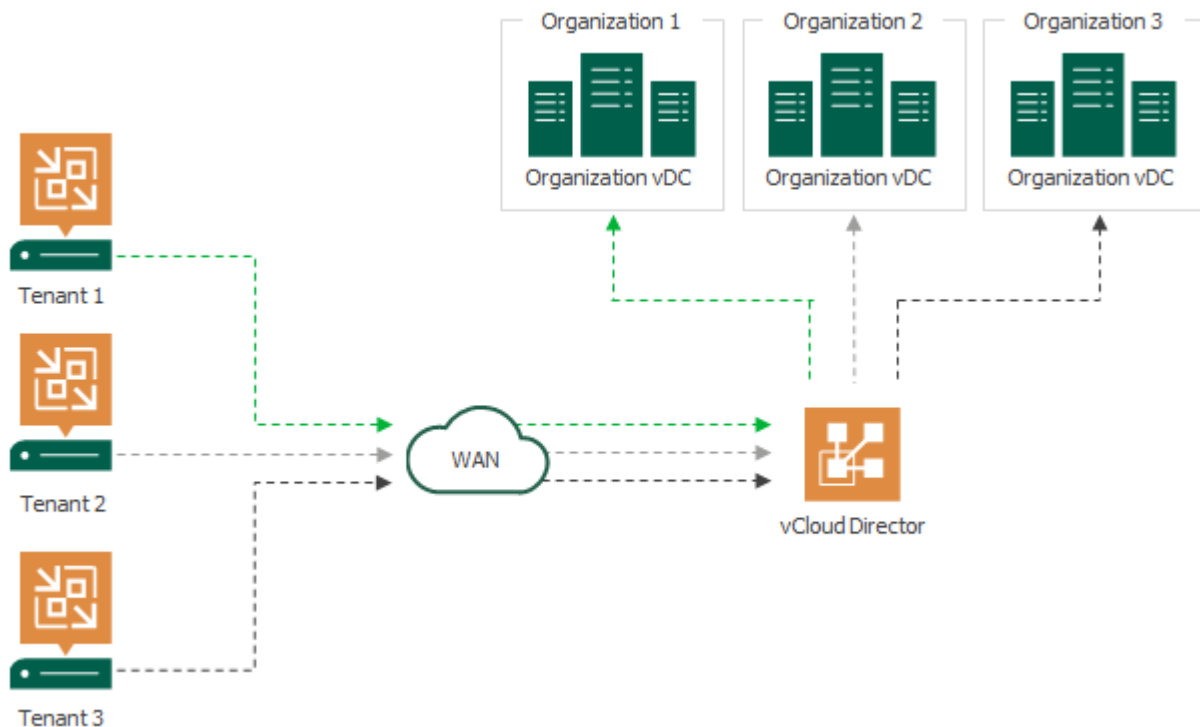 Organization 1
Organization 2
Organization 3
Organization vDC
Organization vDC
Organization vDC
Tenant 1
WAN
Tenant 2
vCloud Director
Tenant 3